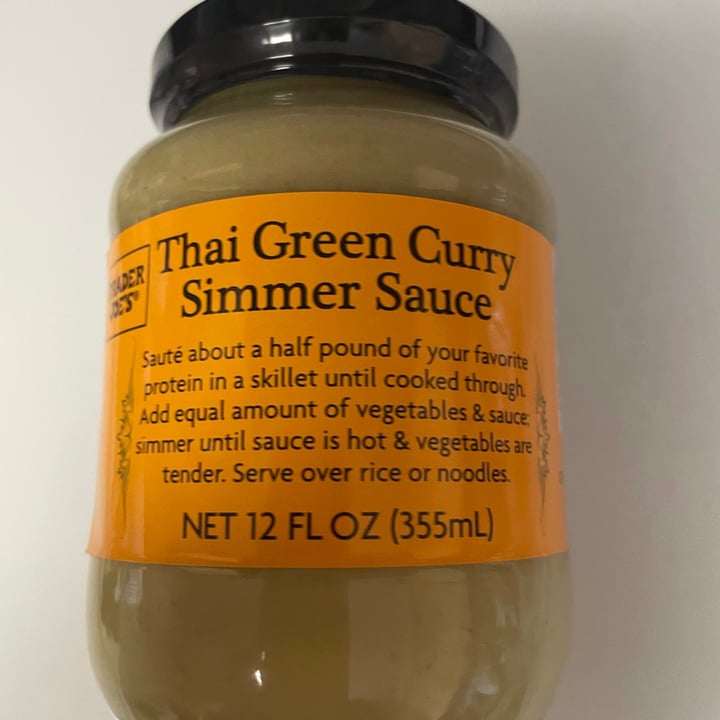 Thai Green Curry
Simmer Sauce
TRADER
JOE'S®
Sauté about a half pound of your favorite
protein in a skillet until cooked through.
Add equal amount of vegetables & sauce;
simmer until sauce is hot & vegetables are
tender. Serve over rice or noodles.
NET 12 FL OZ (355mL)